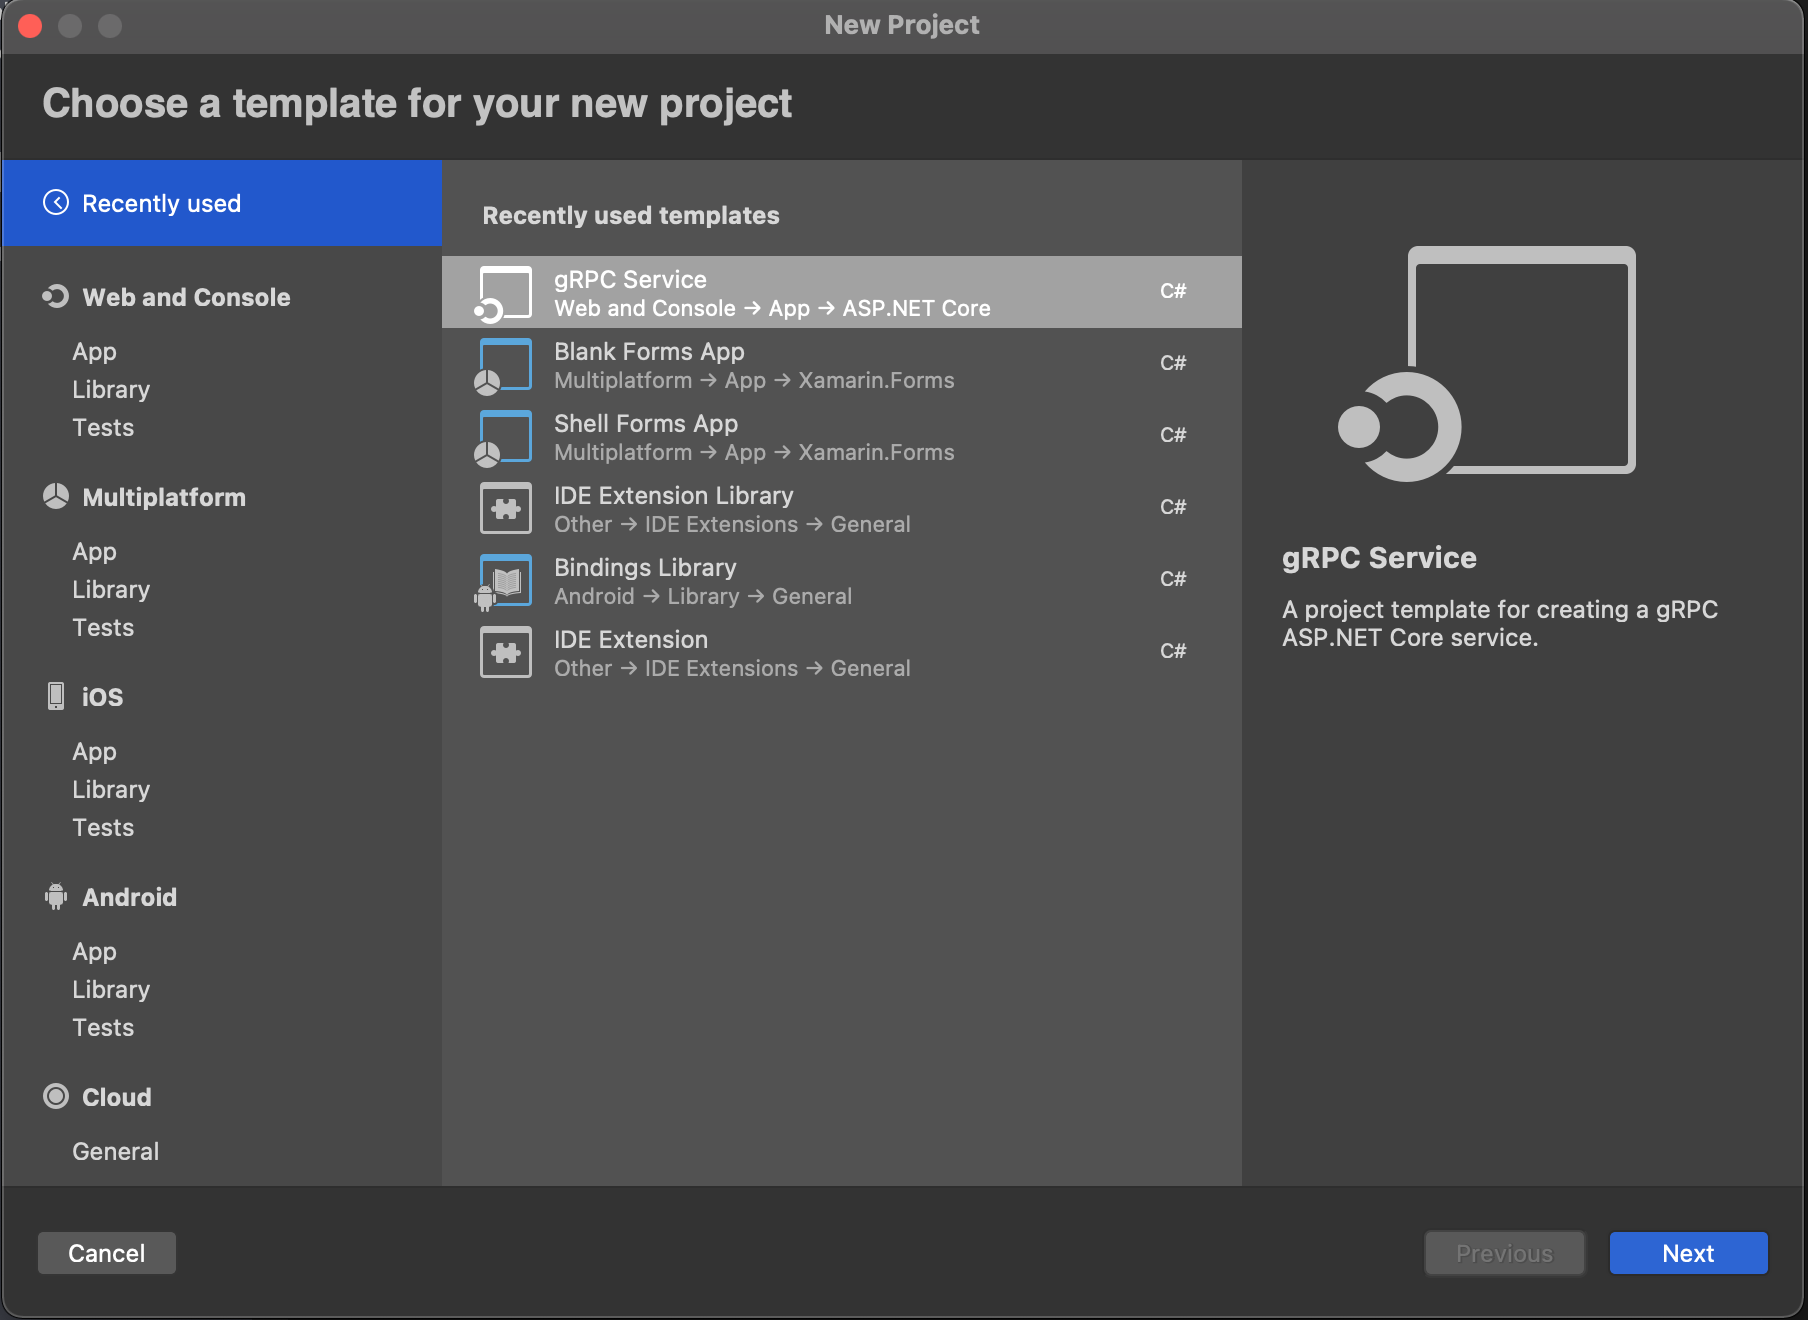 New Project
Choose a template for your new project
Recently used
Web and Console
App
Library
Tests
Multiplatform
App
Library
Tests
iOS
App
Library
Tests
Android
App
Library
Tests
Cloud
General
Recently used templates
gRPC Service
Web and Console → App → ASP.NET Core
C#
Blank Forms App
Multiplatform → App → Xamarin.Forms
C#
Shell Forms App
Multiplatform → App → Xamarin.Forms
C#
IDE Extension Library
Other → IDE Extensions → General
C#
Bindings Library
Android → Library → General
C#
IDE Extension
Other → IDE Extensions → General
C#
gRPC Service
A project template for creating a gRPC
ASP.NET Core service.
Cancel
Previous
Next